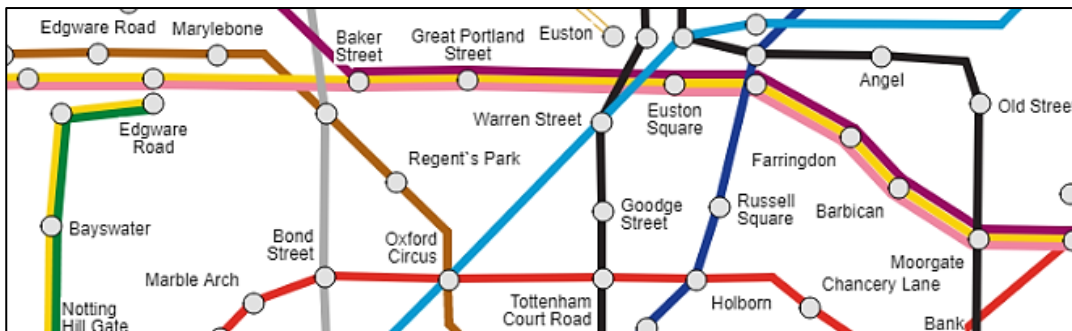 Edgware Road
Marylebone
Baker
Street
Great Portland
Street
Euston
Angel
Old Street
Edgware
Road
Warren Street
Euston
Square
Farringdon
Regent`s Park
Bayswater
Goodge
Street
Russell
Square
Barbican
Bond
Street
Oxford
Circus
Moorgate
Marble Arch
Chancery Lane
Notting
Hill Gate
Tottenham
Court Road
Holborn
Bank